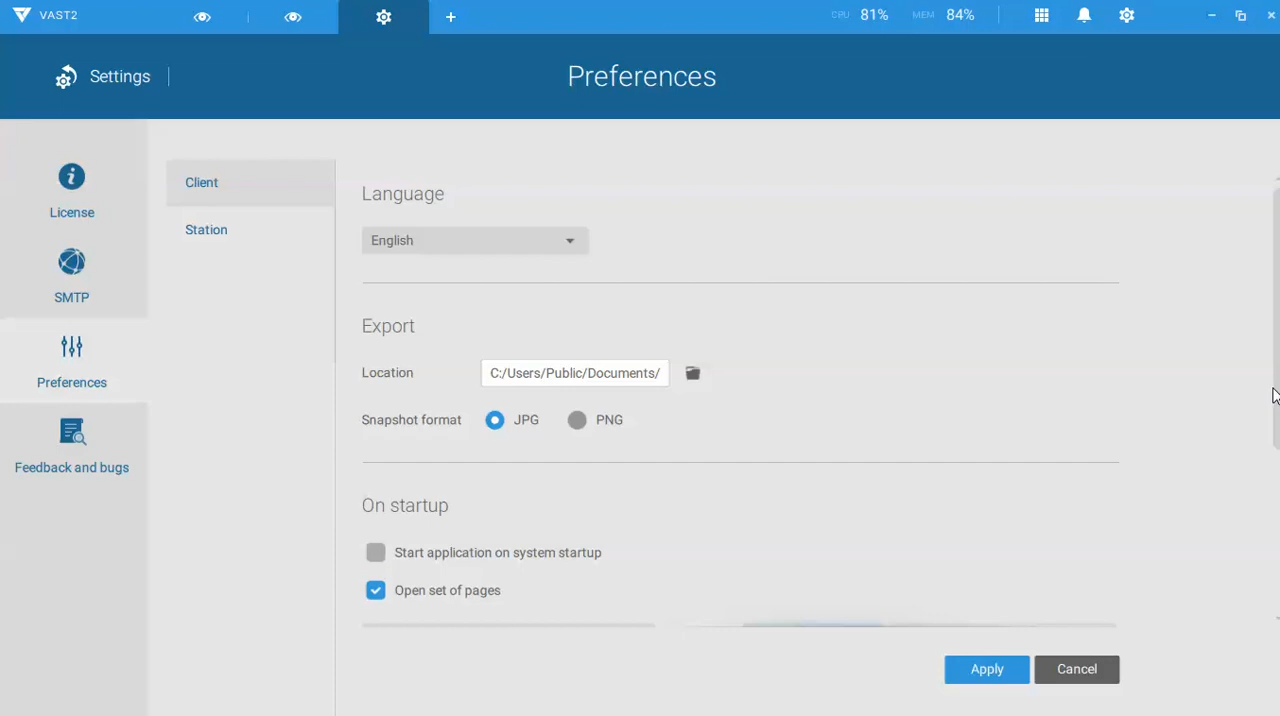 VAST2
CPU 81% MEM 84%
Settings
Preferences
License
SMTP
Preferences
Feedback and bugs
Client
Station
Language
English
Export
Location C:/Users/Public/Documents/
Snapshot format JPG PNG
On startup
Start application on system startup
Open set of pages
Apply Cancel